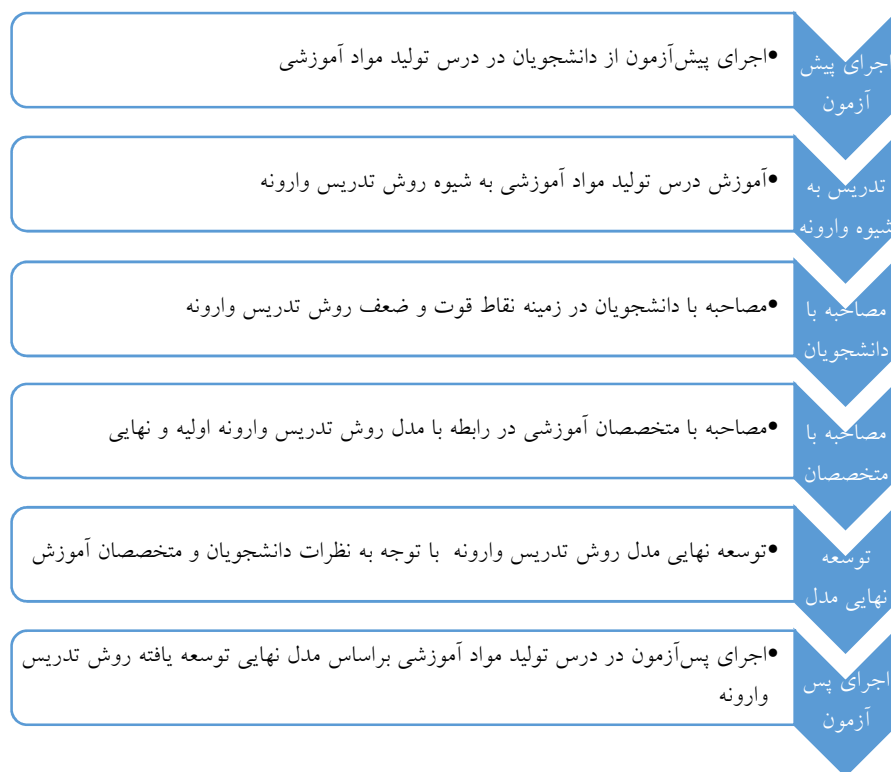 اجرای پیش
آزمون
•اجرای پیش‌آزمون از دانشجویان در درس تولید مواد آموزشی
تدریس به
شیوه وارونه
•آموزش درس تولید مواد آموزشی به شیوه روش تدریس وارونه
مصاحبه با
دانشجویان
•مصاحبه با دانشجویان در زمینه نقاط قوت و ضعف روش تدریس وارونه
مصاحبه با
متخصصان
•مصاحبه با متخصصان آموزشی در رابطه با مدل روش تدریس وارونه اولیه و نهایی
توسعه
نهایی مدل
•توسعه نهایی مدل روش تدریس وارونه با توجه به نظرات دانشجویان و متخصصان آموزش
اجرای پس
آزمون
•اجرای پس‌آزمون در درس تولید مواد آموزشی براساس مدل نهایی توسعه یافته روش تدریس
وارونه